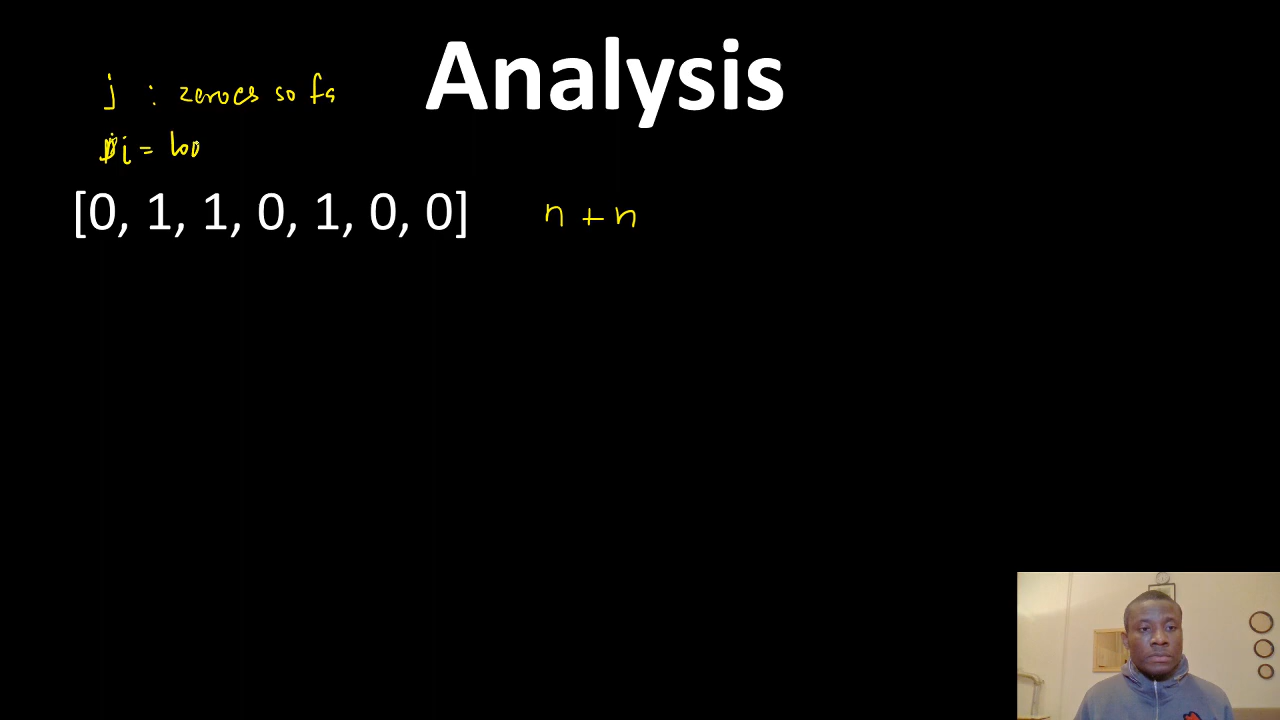 Analysis
j : zeroes so fa
i = loo
[0, 1, 1, 0, 1, 0, 0]
n + n